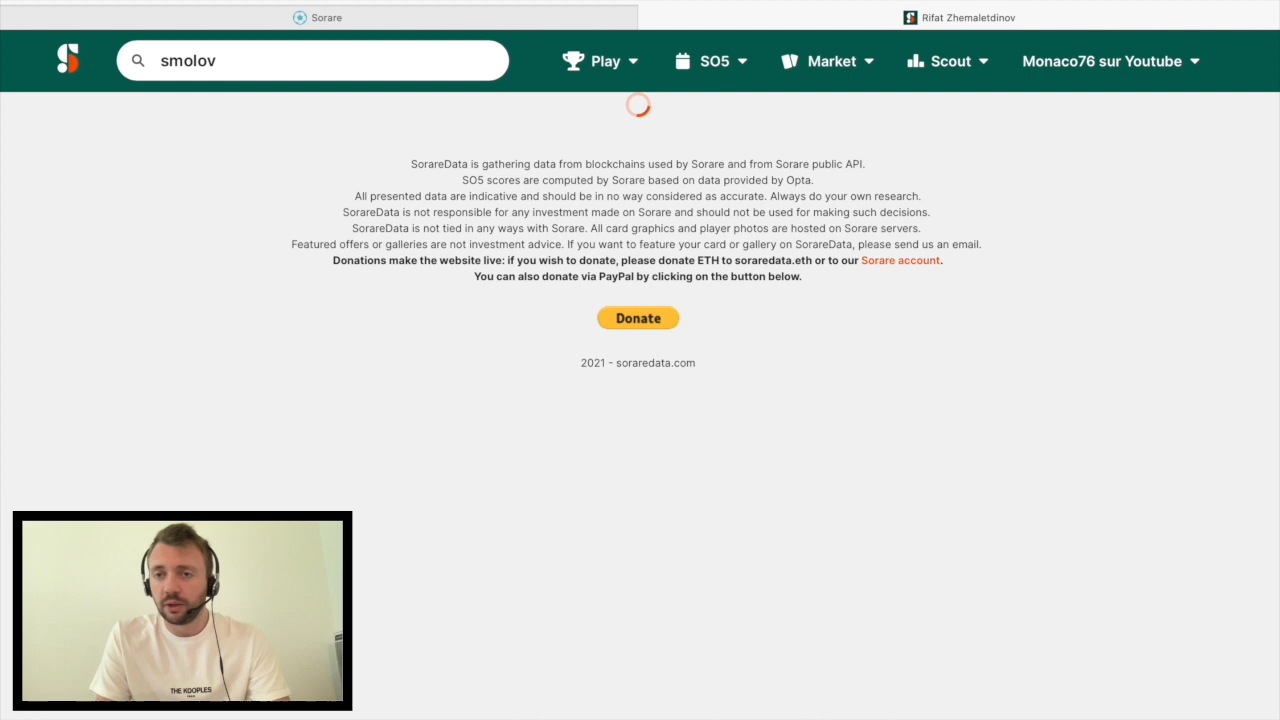 Sorare
Rifat Zhemaletdinov
smolov
Play
SO5
Market
Scout
Monaco76 sur Youtube
SorareData is gathering data from blockchains used by Sorare and from Sorare public API.
SO5 scores are computed by Sorare based on data provided by Opta.
All presented data are indicative and should be in no way considered as accurate. Always do your own research.
SorareData is not responsible for any investment made on Sorare and should not be used for making such decisions.
SorareData is not tied in any ways with Sorare. All card graphics and player photos are hosted on Sorare servers.
Featured offers or galleries are not investment advice. If you want to feature your card or gallery on SorareData, please send us an email.
Donations make the website live: if you wish to donate, please donate ETH to soraredata.eth or to our Sorare account.
You can also donate via PayPal by clicking on the button below.
Donate
2021 - soraredata.com
THE KOOPLES